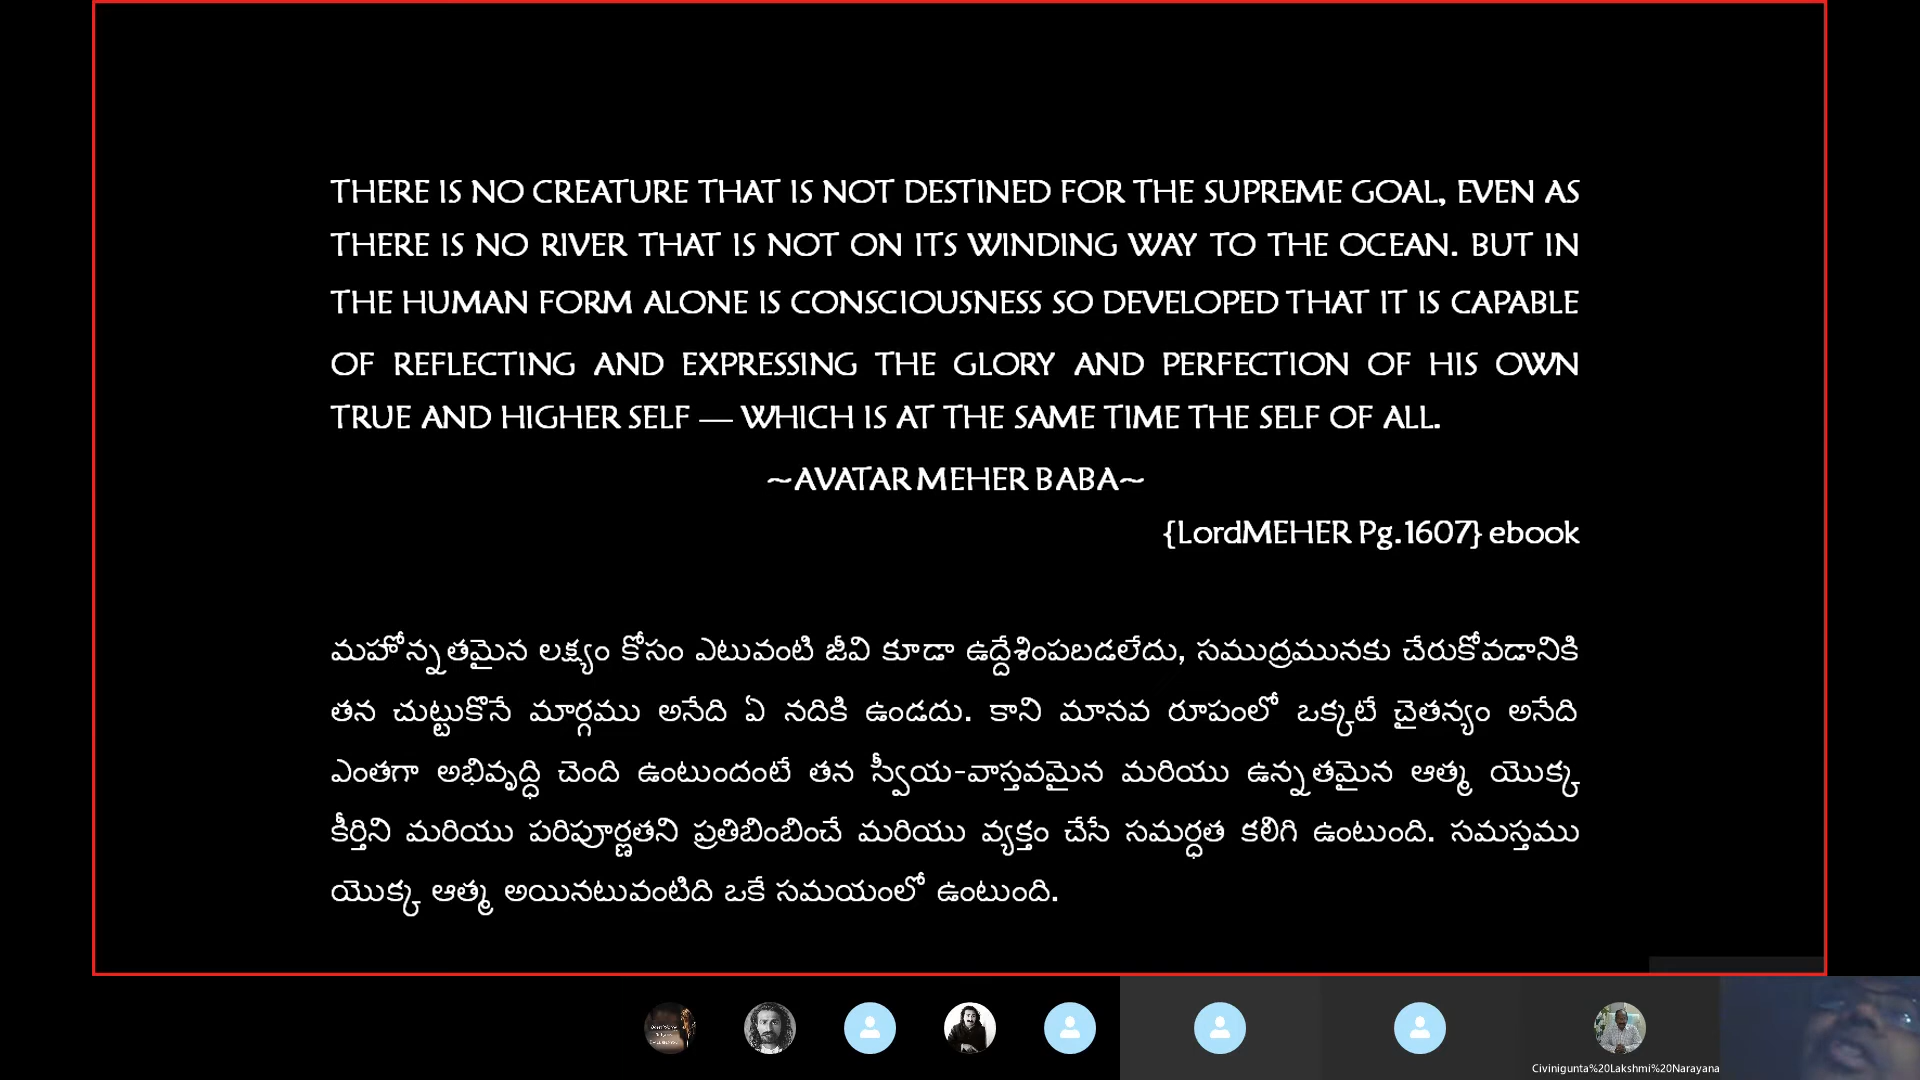 THERE IS NO CREATURE THAT IS NOT DESTINED FOR THE SUPREME GOAL, EVEN AS
THERE IS NO RIVER THAT IS NOT ON ITS WINDING WAY TO THE OCEAN. BUT IN
THE HUMAN FORM ALONE IS CONSCIOUSNESS SO DEVELOPED THAT IT IS CAPABLE
OF REFLECTING AND EXPRESSING THE GLORY AND PERFECTION OF HIS OWN
TRUE AND HIGHER SELF — WHICH IS AT THE SAME TIME THE SELF OF ALL.
~AVATAR MEHER BABA~
{LordMEHER Pg.1607} ebook
మహోన్నతమైన లక్ష్యం కోసం ఎటువంటి జీవి కూడా ఉద్దేశింపబడలేదు, సముద్రమునకు చేరుకోవడానికి
తన చుట్టుకొనే మార్గము అనేది ఏ నదికి ఉండదు. కాని మానవ రూపంలో ఒక్కటే చైతన్యం అనేది
ఎంతగా అభివృద్ధి చెంది ఉంటుందంటే తన స్వీయ-వాస్తవమైన మరియు ఉన్నతమైన ఆత్మ యొక్క
కీర్తిని మరియు పరిపూర్ణతని ప్రతిబింబించే మరియు వ్యక్తం చేసే సమర్ధత కలిగి ఉంటుంది. సమస్తము
యొక్క ఆత్మ అయినటువంటిది ఒకే సమయంలో ఉంటుంది.
Civinigunta%20Lakshmi%20Narayana